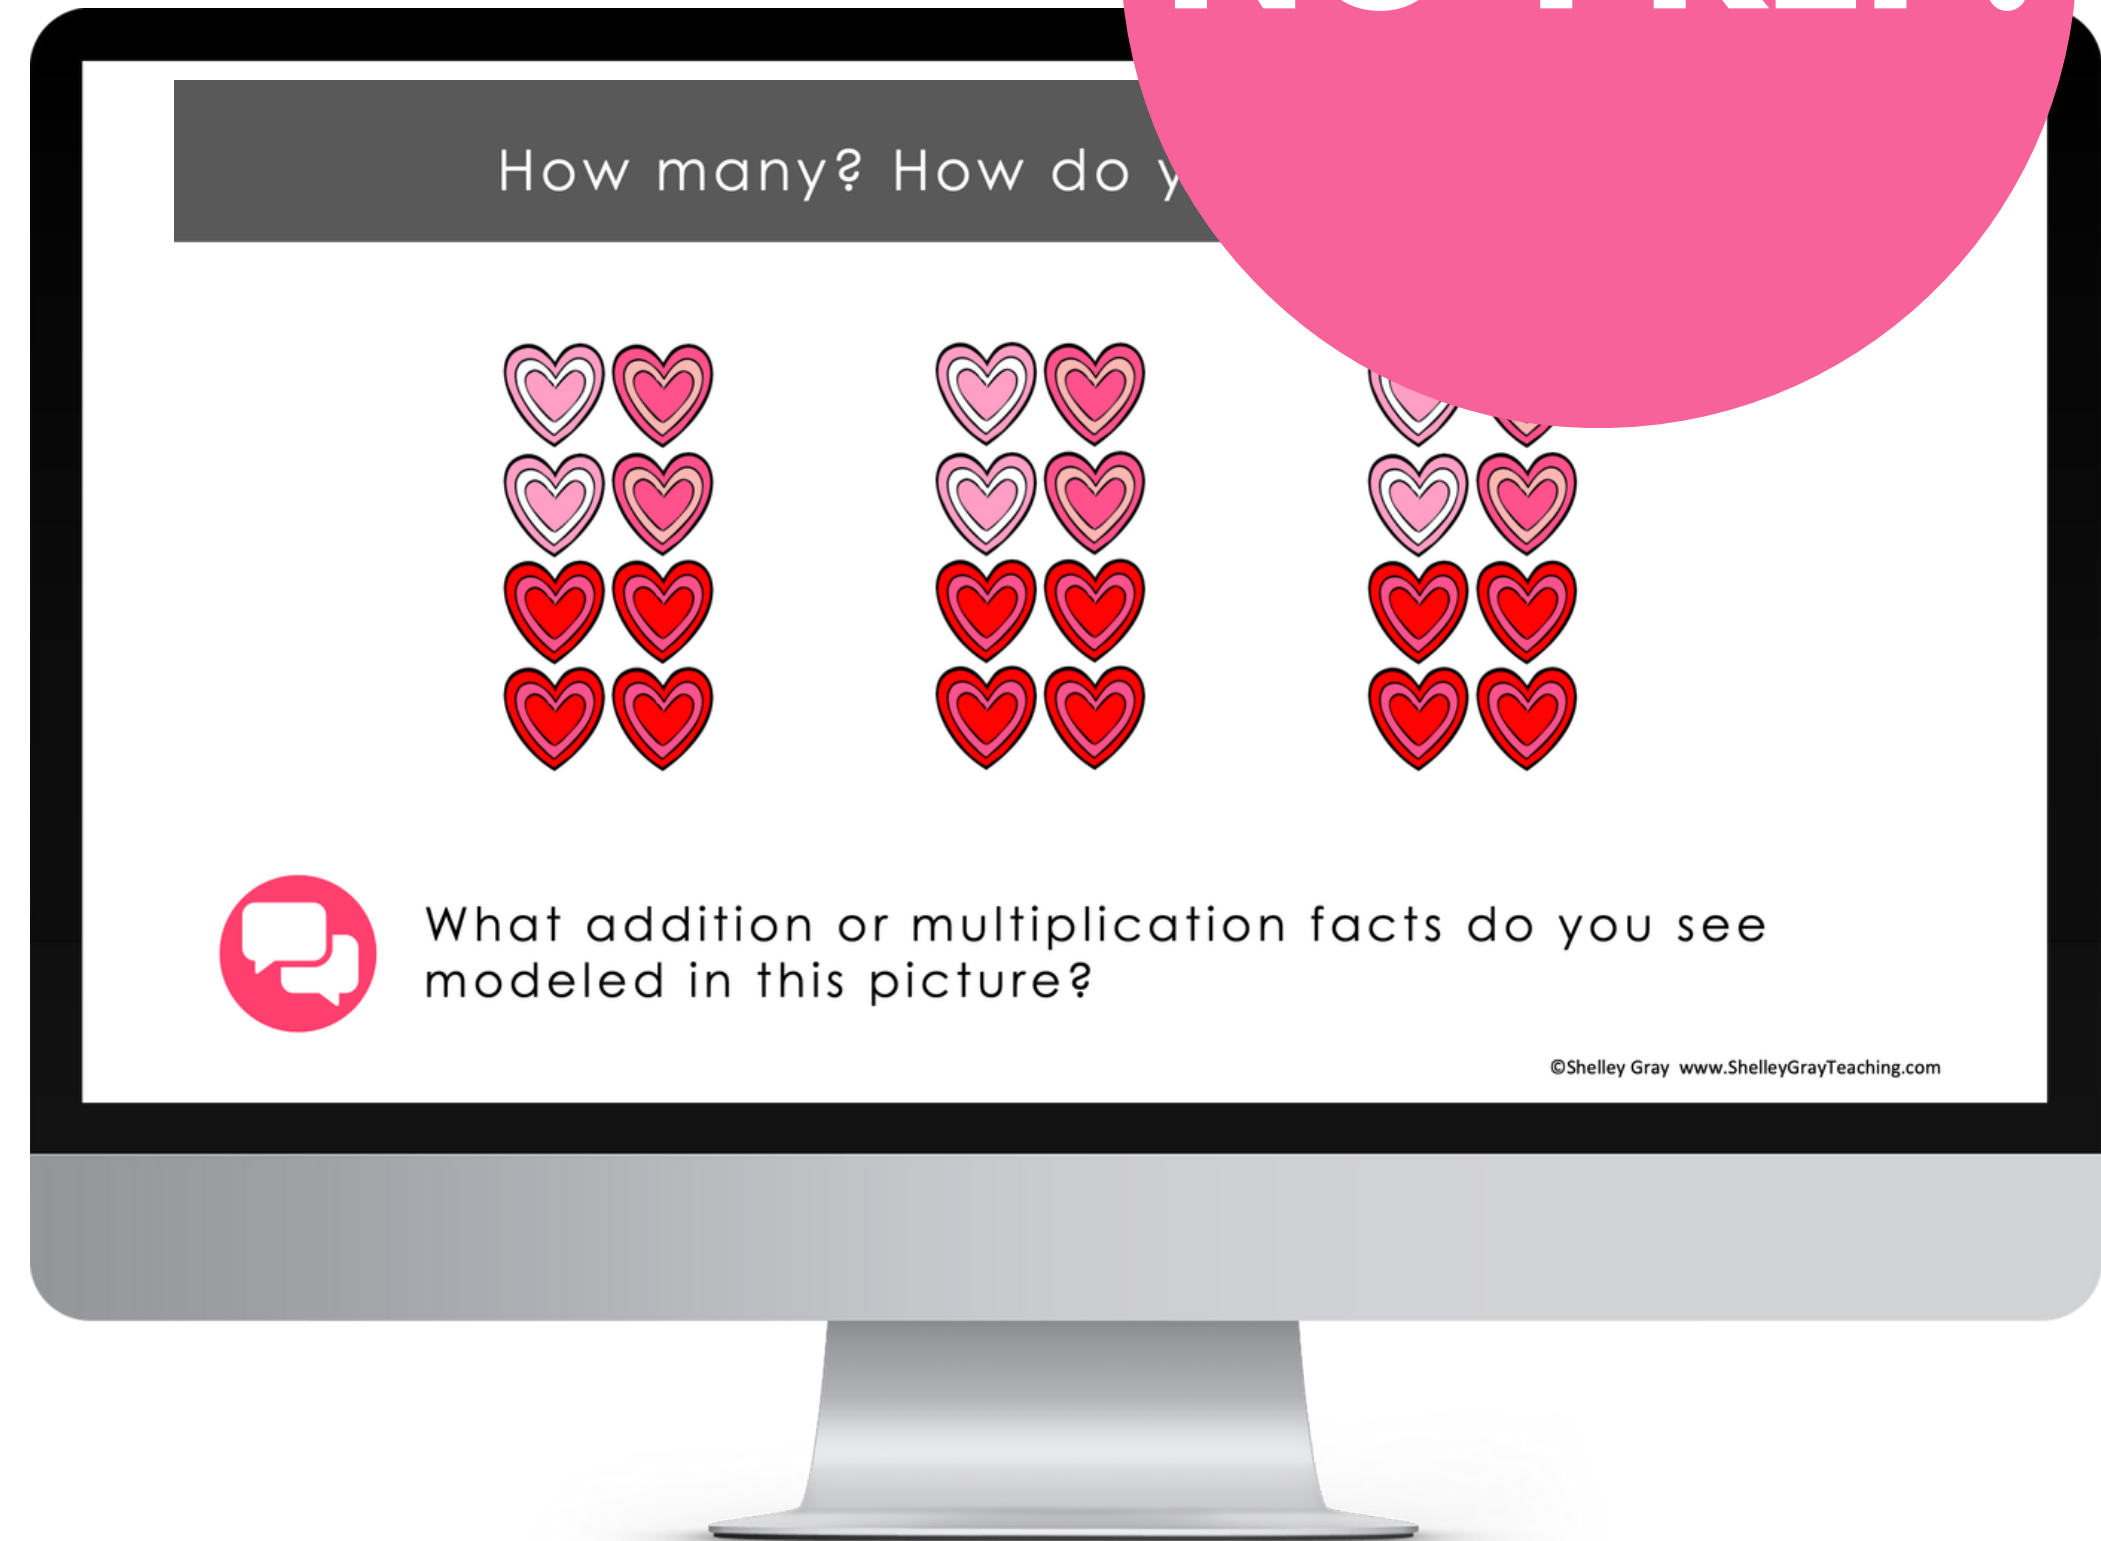 How many? How do
What addition or multiplication facts do you see
modeled in this picture?
©Shelley Gray www.ShelleyGrayTeaching.com